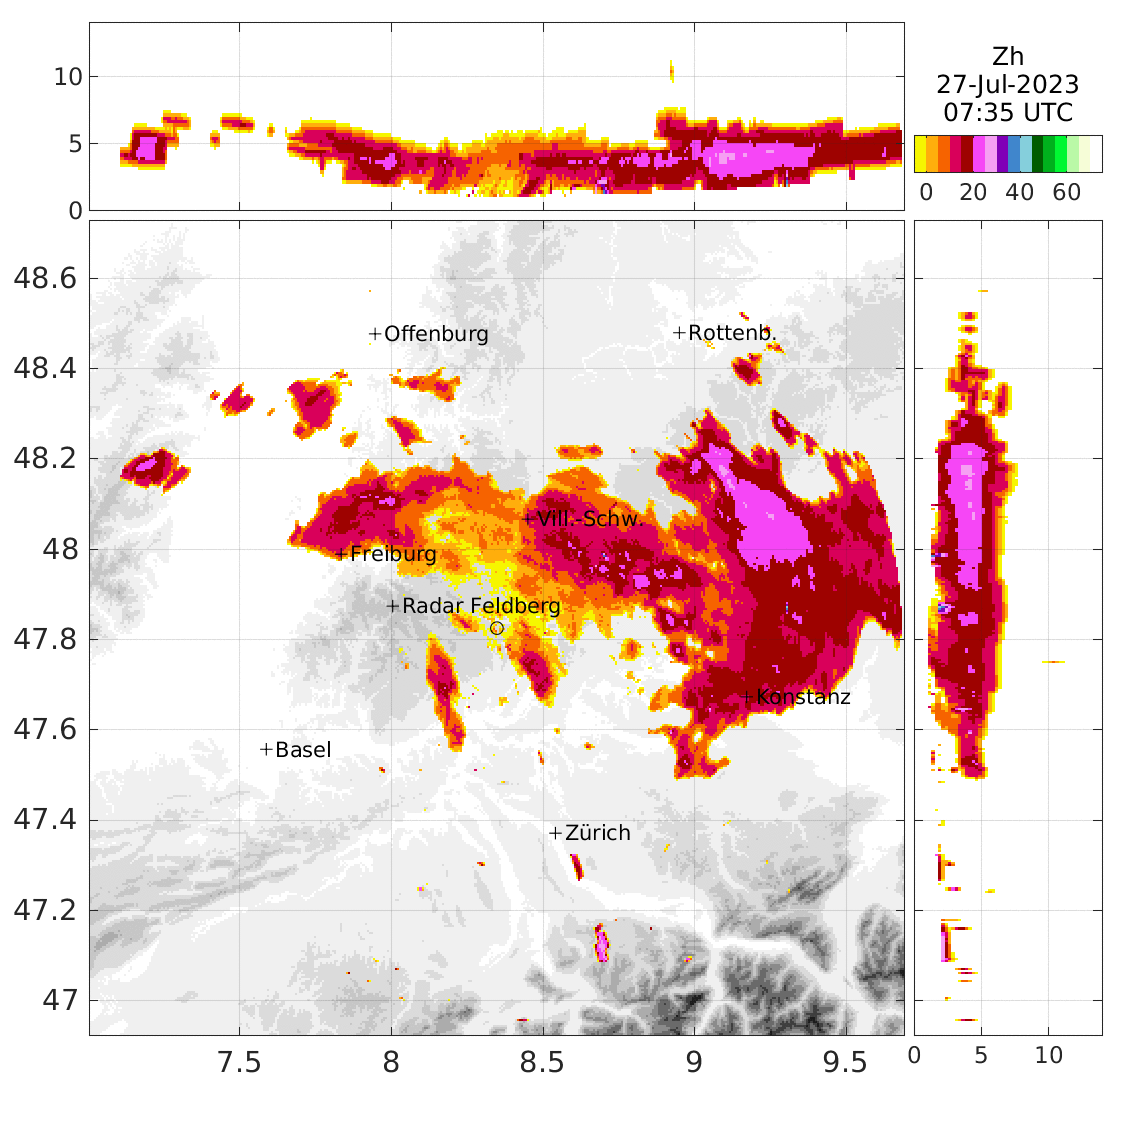 10
5
0
Zh
27-Jul-2023
07:35 UTC
0 20 40 60
48.6
48.4
48.2
48
47.8
47.6
47.4
47.2
47
Offenburg
Rottenb.
Vill.-Schw.
Freiburg
Radar Feldberg
Konstanz
Basel
Zürich
7.5 8 8.5 9 9.5
0 5 10